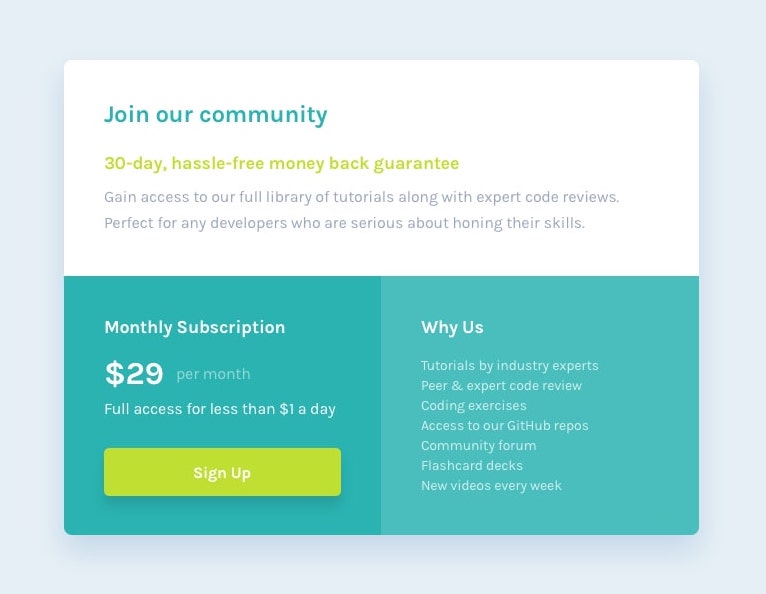 Join our community
30-day, hassle-free money back guarantee
Gain access to our full library of tutorials along with expert code reviews.
Perfect for any developers who are serious about honing their skills.
Monthly Subscription
$29 per month
Full access for less than $1 a day
Sign Up
Why Us
Tutorials by industry experts
Peer & expert code review
Coding exercises
Access to our GitHub repos
Community forum
Flashcard decks
New videos every week